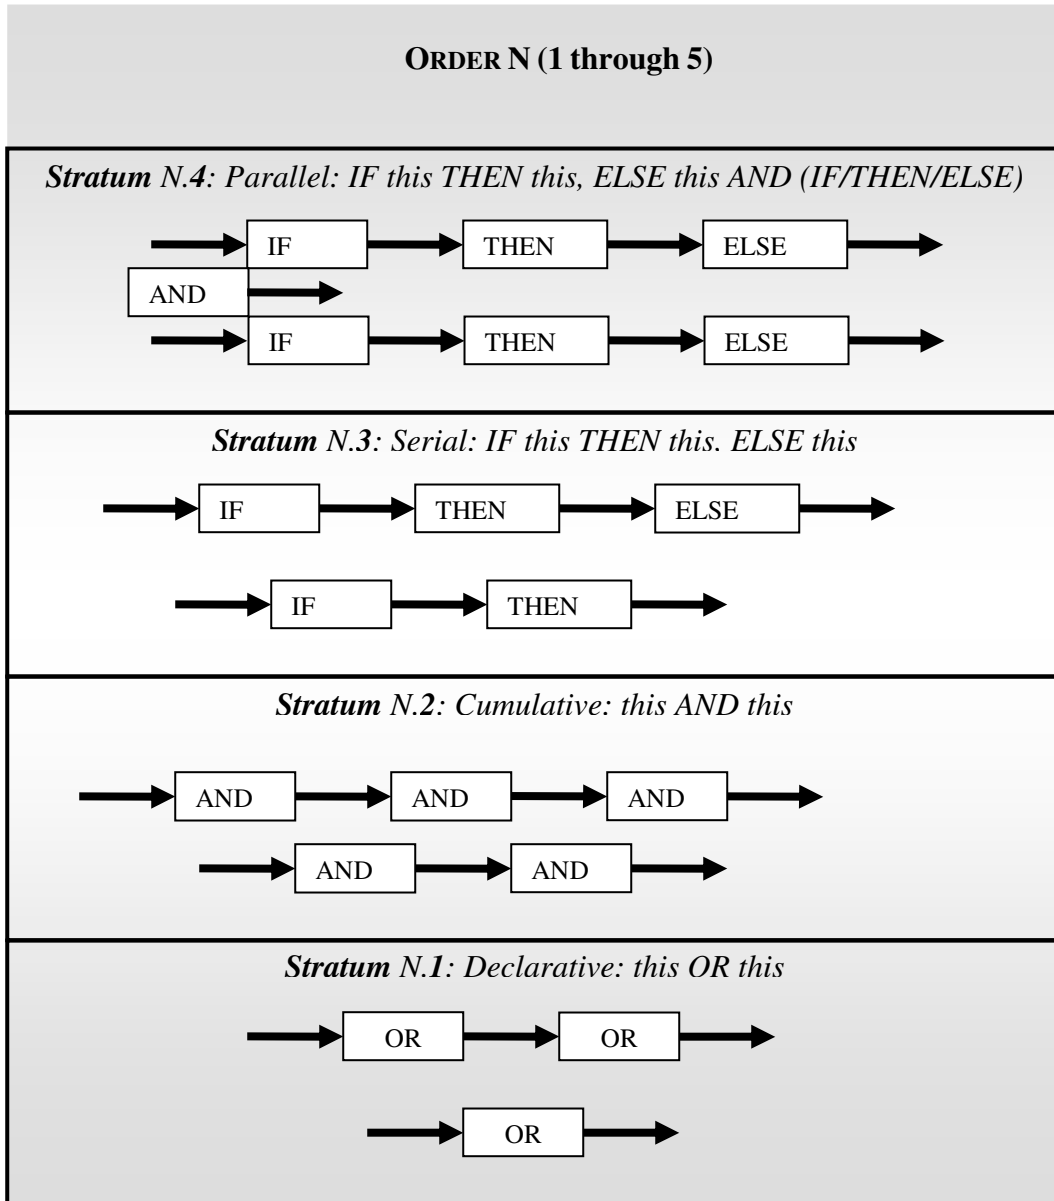 ORDER N (1 through 5)
Stratum N.4: Parallel: IF this THEN this, ELSE this AND (IF/THEN/ELSE)
IF THEN ELSE
AND
IF THEN ELSE
Stratum N.3: Serial: IF this THEN this. ELSE this
IF THEN ELSE
IF THEN
Stratum N.2: Cumulative: this AND this
AND AND AND
AND AND
Stratum N.1: Declarative: this OR this
OR OR
OR